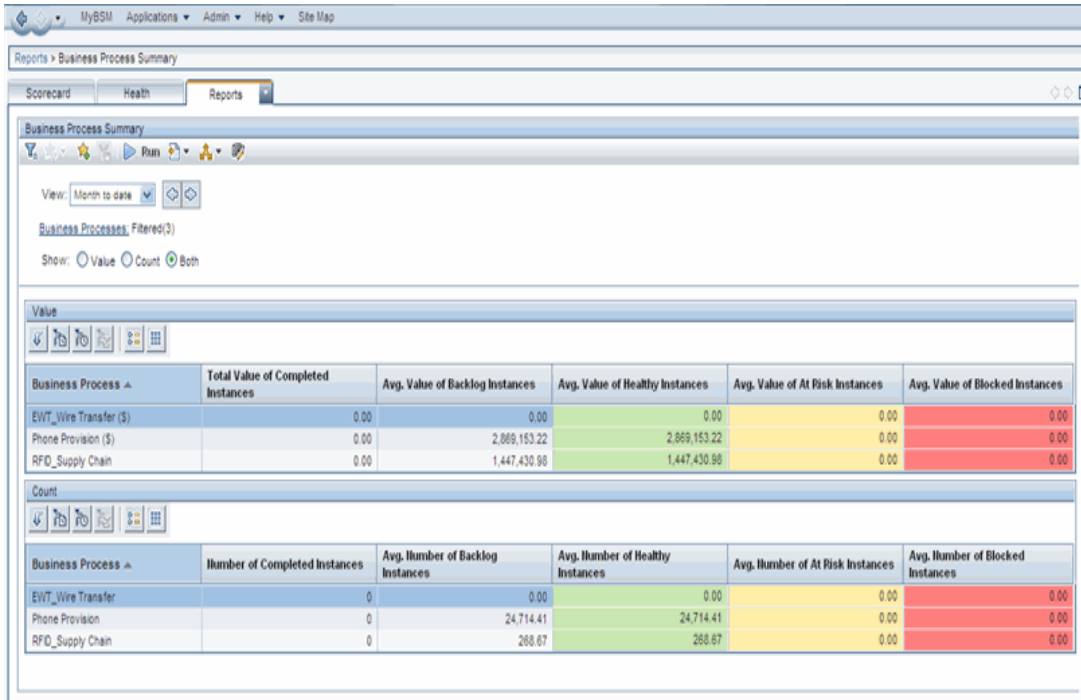 MyBSM Applications Admin Help Site Map
Reports > Business Process Summary
Scorecard Health Reports
Business Process Summary
Run
View: Month to date
Business Processes: Filtered(3)
Show: Value Count Both
Value
Business Process Total Value of Completed Instances Avg. Value of Backlog Instances Avg. Value of Healthy Instances Avg. Value of At Risk Instances Avg. Value of Blocked Instances
EWT_Wire Transfer ($) 0.00 0.00 0.00 0.00 0.00
Phone Provision ($) 0.00 2,869,153.22 2,869,153.22 0.00 0.00
RFID_Supply Chain 0.00 1,447,430.98 1,447,430.98 0.00 0.00
Count
Business Process Number of Completed Instances Avg. Number of Backlog Instances Avg. Number of Healthy Instances Avg. Number of At Risk Instances Avg. Number of Blocked Instances
EWT_Wire Transfer 0 0.00 0.00 0.00 0.00
Phone Provision 0 24,714.41 24,714.41 0.00 0.00
RFID_Supply Chain 0 268.67 268.67 0.00 0.00